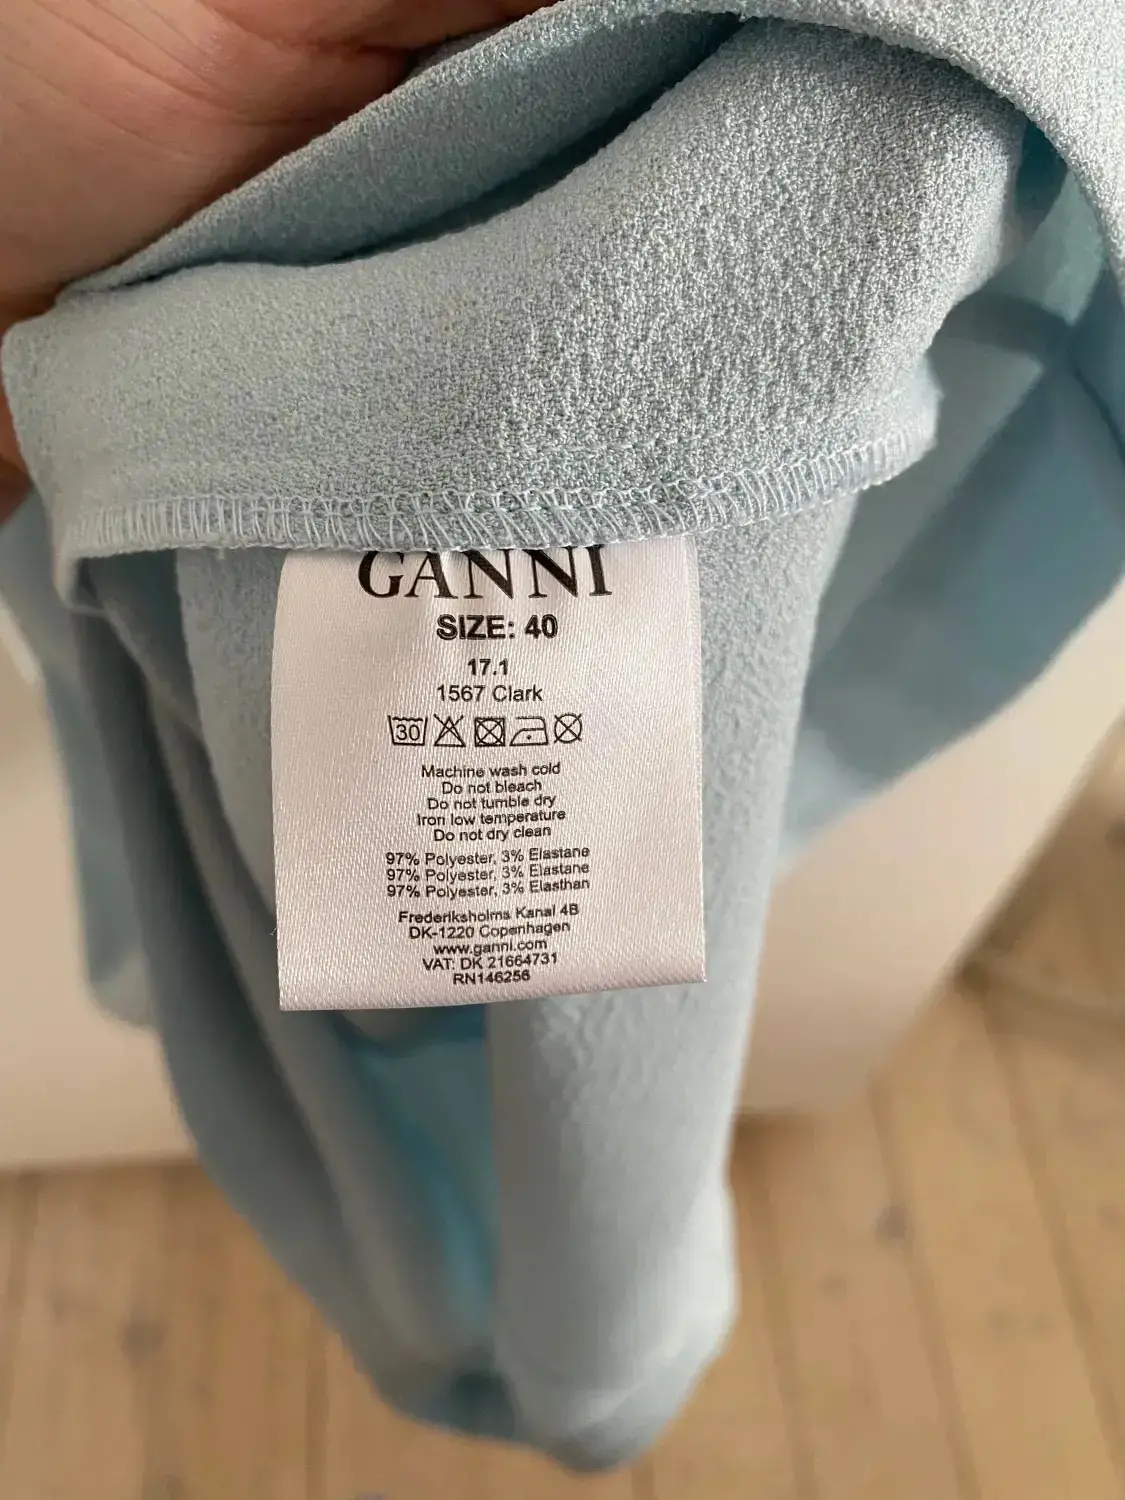 GANNI
SIZE: 40
17.1
1567 Clark
30
Machine wash cold
Do not bleach
Do not tumble dry
Iron low temperature
Do not dry clean
97% Polyester, 3% Elastane
97% Polyester, 3% Elastane
97% Polyester, 3% Elasthan
Frederiksholms Kanal 4B
DK-1220 Copenhagen
www.ganni.com
VAT: DK 21664731
RN146256